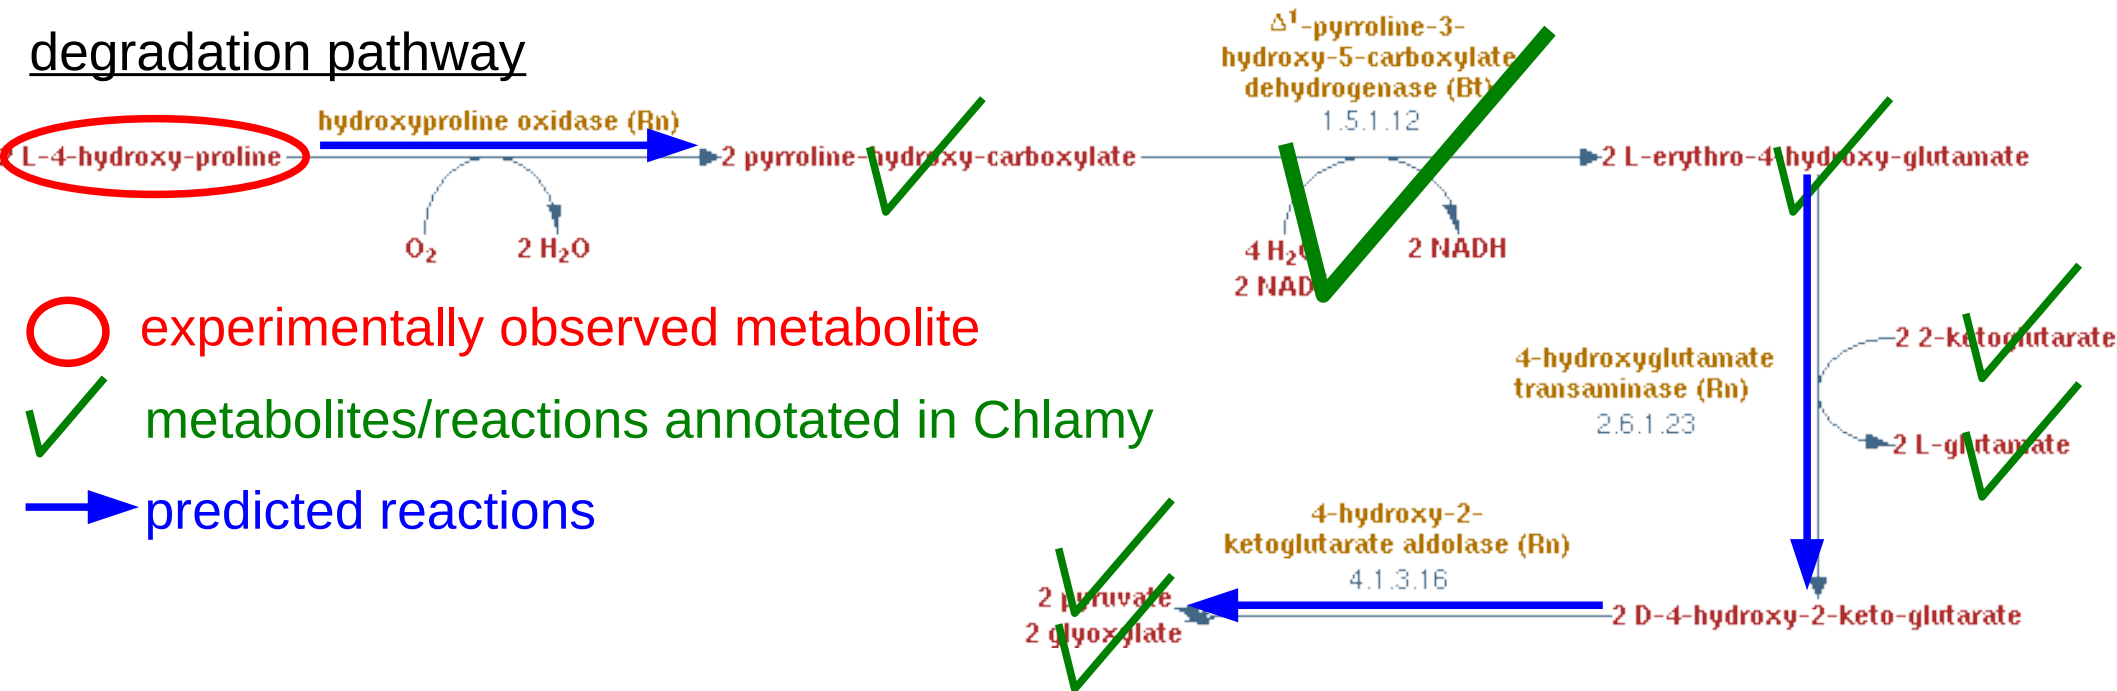 degradation pathway
Δ1-pyrroline-3-
hydroxy-5-carboxylate
dehydrogenase (Bt)
1.5.1.12
hydroxyproline oxidase (Rn)
L-4-hydroxy-proline
2 pyrroline-hydroxy-carboxylate
2 L-erythro-4-hydroxy-glutamate
O2
2 H2O
4 H2O
2 NAD
2 NADH
experimentally observed metabolite
metabolites/reactions annotated in Chlamy
predicted reactions
2 2-ketoglutarate
4-hydroxyglutamate
transaminase (Rn)
2.6.1.23
2 L-glutamate
4-hydroxy-2-
ketoglutarate aldolase (Rn)
4.1.3.16
2 pyruvate
2 glyoxylate
2 D-4-hydroxy-2-keto-glutarate